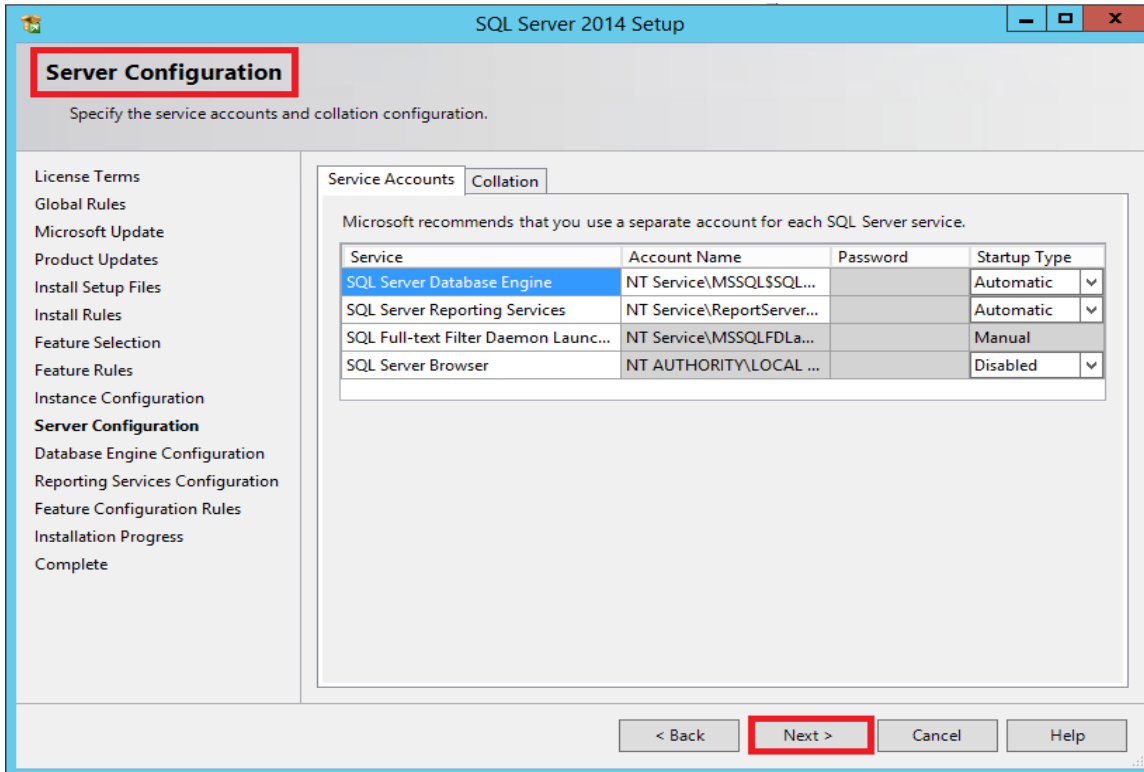 SQL Server 2014 Setup
Server Configuration
Specify the service accounts and collation configuration.
License Terms
Global Rules
Microsoft Update
Product Updates
Install Setup Files
Install Rules
Feature Selection
Feature Rules
Instance Configuration
Server Configuration
Database Engine Configuration
Reporting Services Configuration
Feature Configuration Rules
Installation Progress
Complete
Service Accounts Collation
Microsoft recommends that you use a separate account for each SQL Server service.
Service Account Name Password Startup Type
SQL Server Database Engine NT Service\MSSQL$SQL... Automatic
SQL Server Reporting Services NT Service\ReportServer... Automatic
SQL Full-text Filter Daemon Launc... NT Service\MSSQLFDLa... Manual
SQL Server Browser NT AUTHORITY\LOCAL ... Disabled
< Back Next > Cancel Help